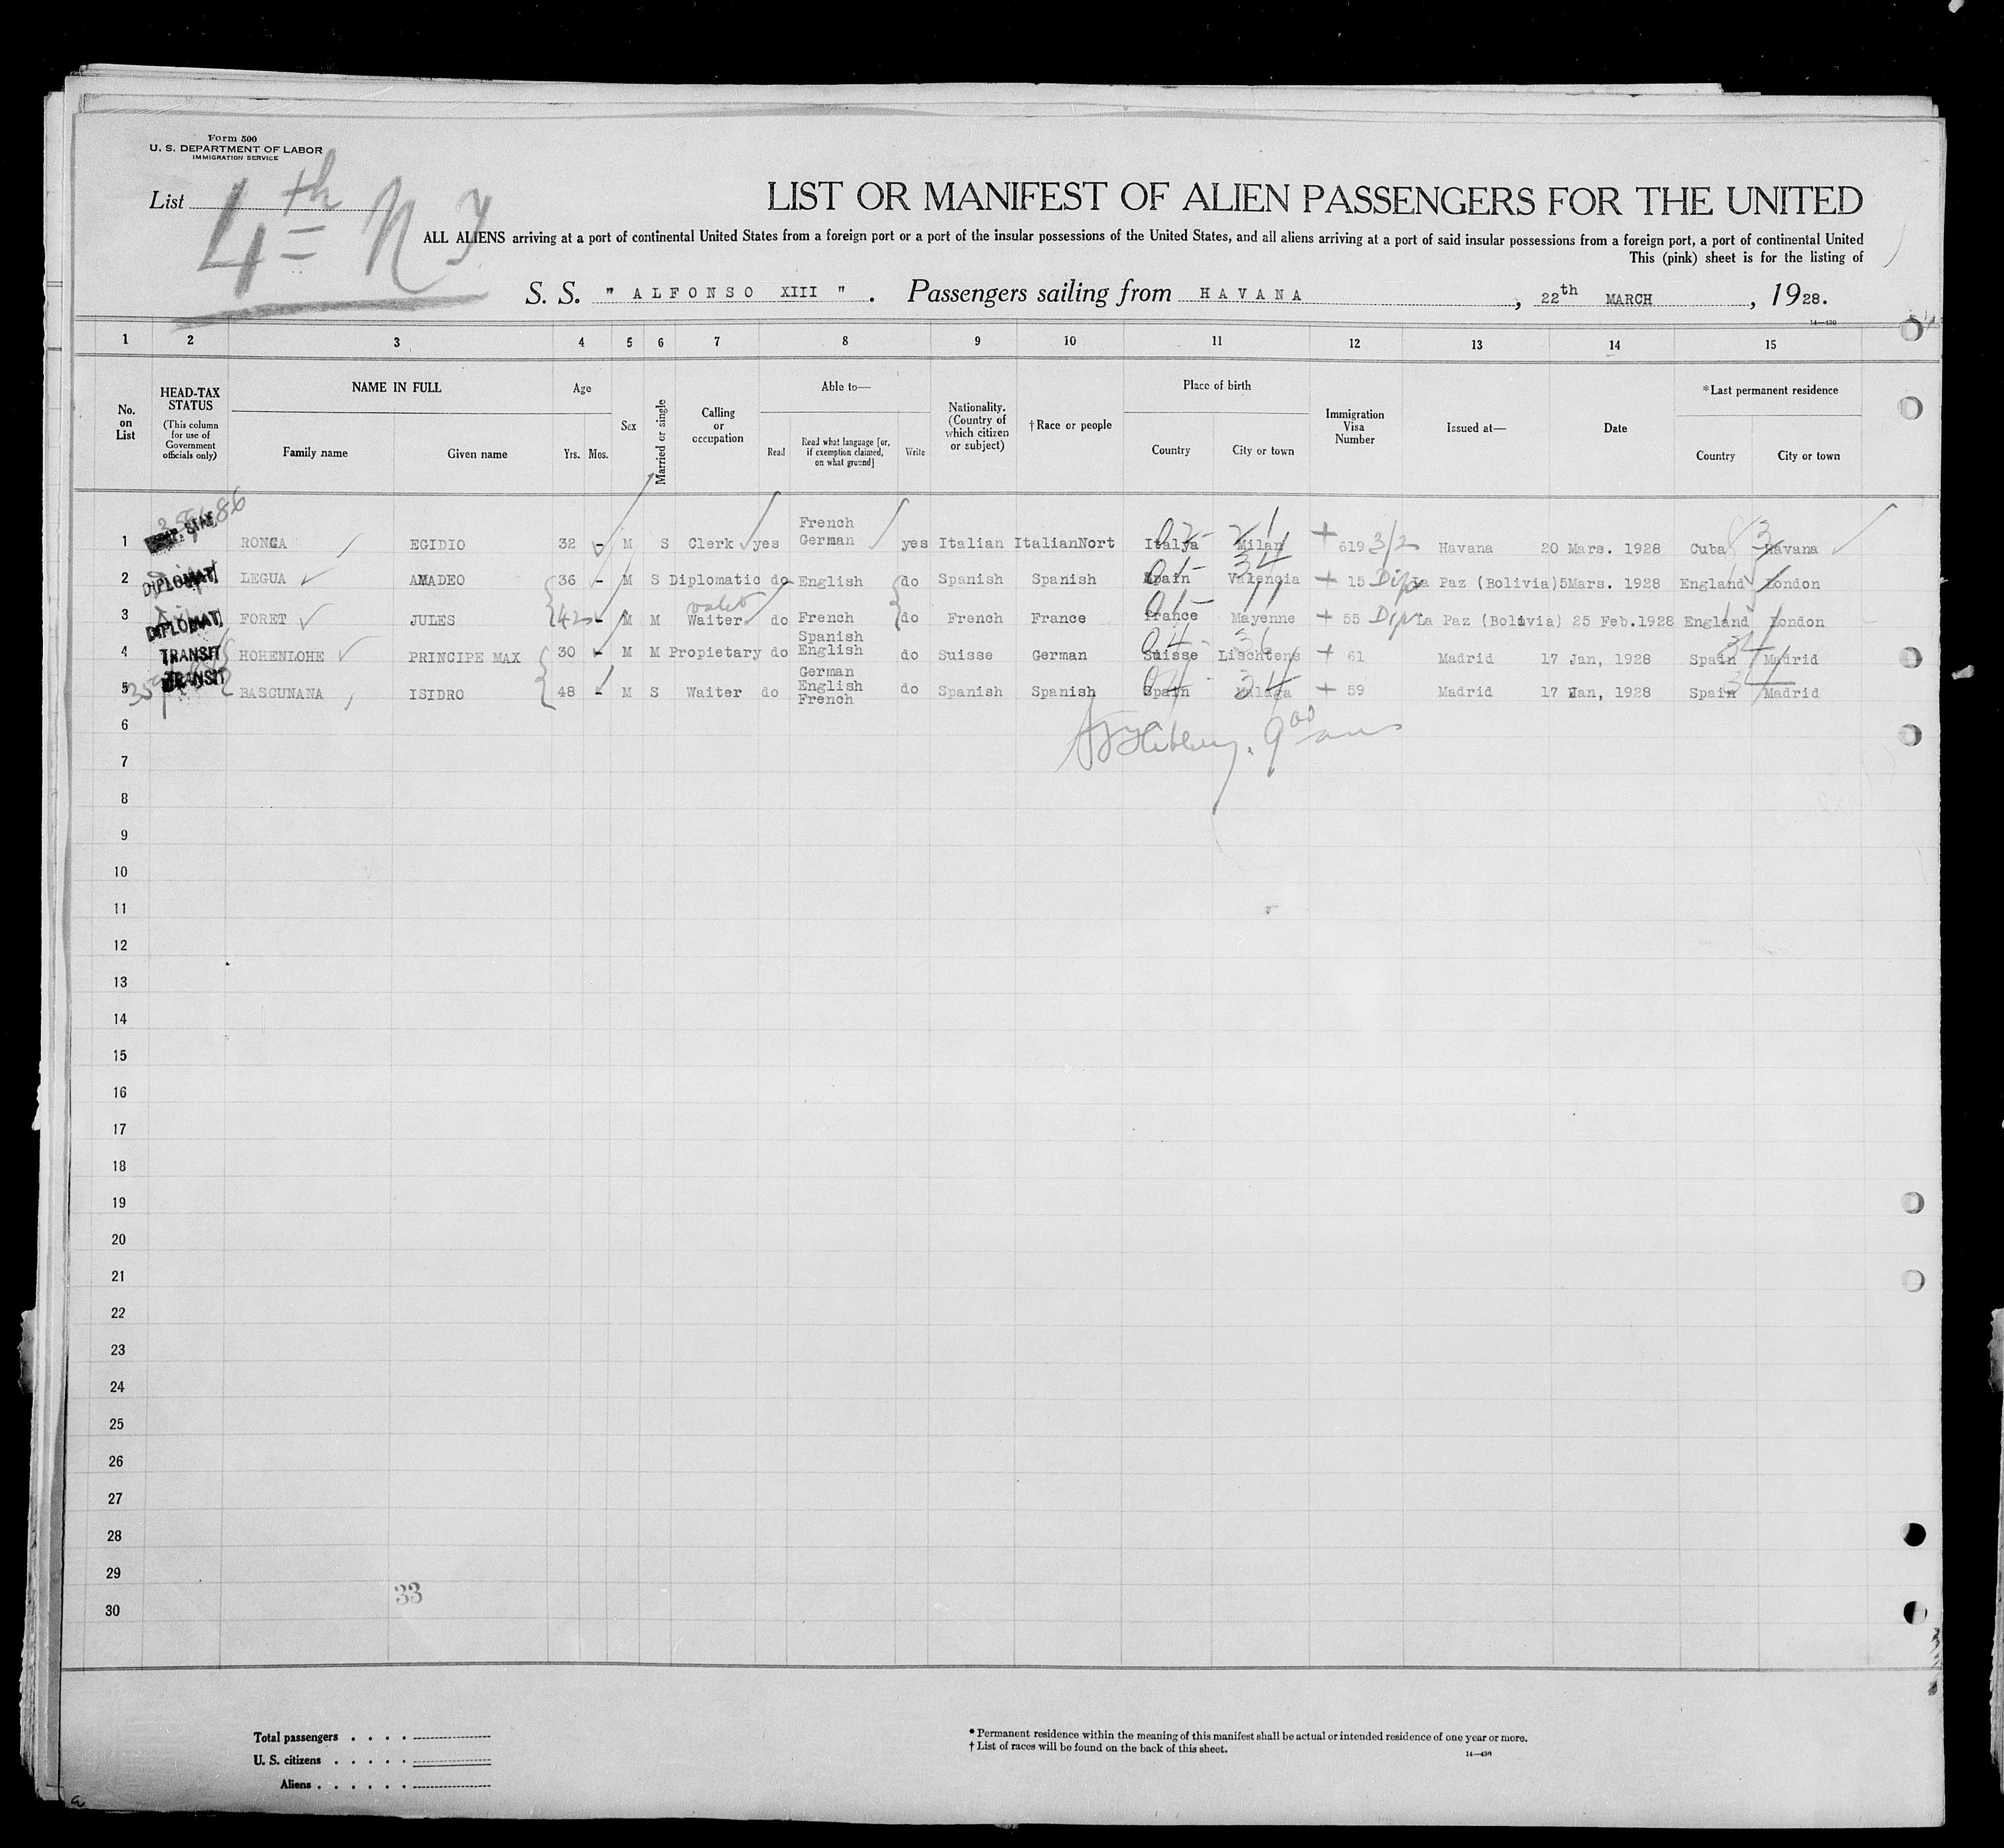 Form 500
U. S. DEPARTMENT OF LABOR
IMMIGRATION SERVICE
List
4th N Y
LIST OR MANIFEST OF ALIEN PASSENGERS FOR THE UNITED
ALL ALIENS arriving at a port of continental United States from a foreign port or a port of the insular possessions of the United States, and all aliens arriving at a port of said insular possessions from a foreign port, a port of continental United
This (pink) sheet is for the listing of
S. S. " ALFONSO XIII " . Passengers sailing from HAVANA , 22th MARCH , 1928.
14—430
1 2 3 4 5 6 7 8 9 10 11 12 13 14 15
No. on List
HEAD-TAX STATUS (This column for use of Government officials only)
NAME IN FULL
Family name Given name
Age
Yrs. Mos.
Sex
Married or single
Calling or occupation
Able to—
Read Read what language [or, if exemption claimed, on what ground] Write
Nationality. (Country of which citizen or subject)
† Race or people
Place of birth
Country City or town
Immigration Visa Number
Issued at—
Date
*Last permanent residence
Country City or town
1 RONCA EGIDIO 32 - M S Clerk yes French German yes Italian ItalianNort Italya Milan 619 3/2 Havana 20 Mars. 1928 Cuba Havana
2 DIPLOMAT LEGUA AMADEO 36 - M S Diplomatic do English do Spanish Spanish Spain Valencia 15 Dip La Paz (Bolivia) 5Mars. 1928 England London
3 DIPLOMAT FORET JULES 42 - M M valet Waiter do French do French France France Mayenne 55 Dip La Paz (Bolivia) 25 Feb.1928 England London
4 TRANSIT HOHENLOHE PRINCIPE MAX 30 - M M Propietary do Spanish English do Suisse German Suisse Lischtens 61 Madrid 17 Jan, 1928 Spain Madrid
5 TRANSIT BASCUNANA ISIDRO 48 - M S Waiter do German English French do Spanish Spanish Spain Malaga 59 Madrid 17 Jan, 1928 Spain Madrid
6
7
8
9
10
11
12
13
14
15
16
17
18
19
20
21
22
23
24
25
26
27
28
29
33
30
Total passengers . . . .
U. S. citizens . . . . .
Aliens . . . . . .
* Permanent residence within the meaning of this manifest shall be actual or intended residence of one year or more.
† List of races will be found on the back of this sheet.
14—430